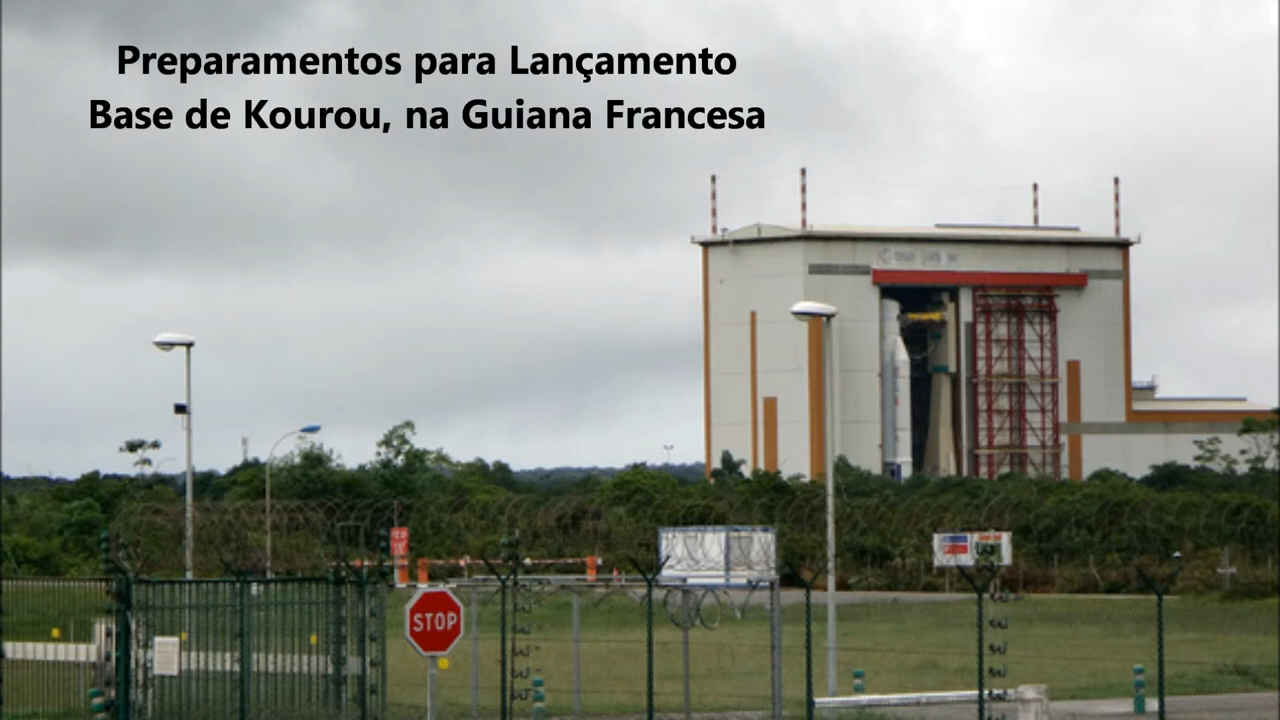 Preparamentos para Lançamento
Base de Kourou, na Guiana Francesa
STOP